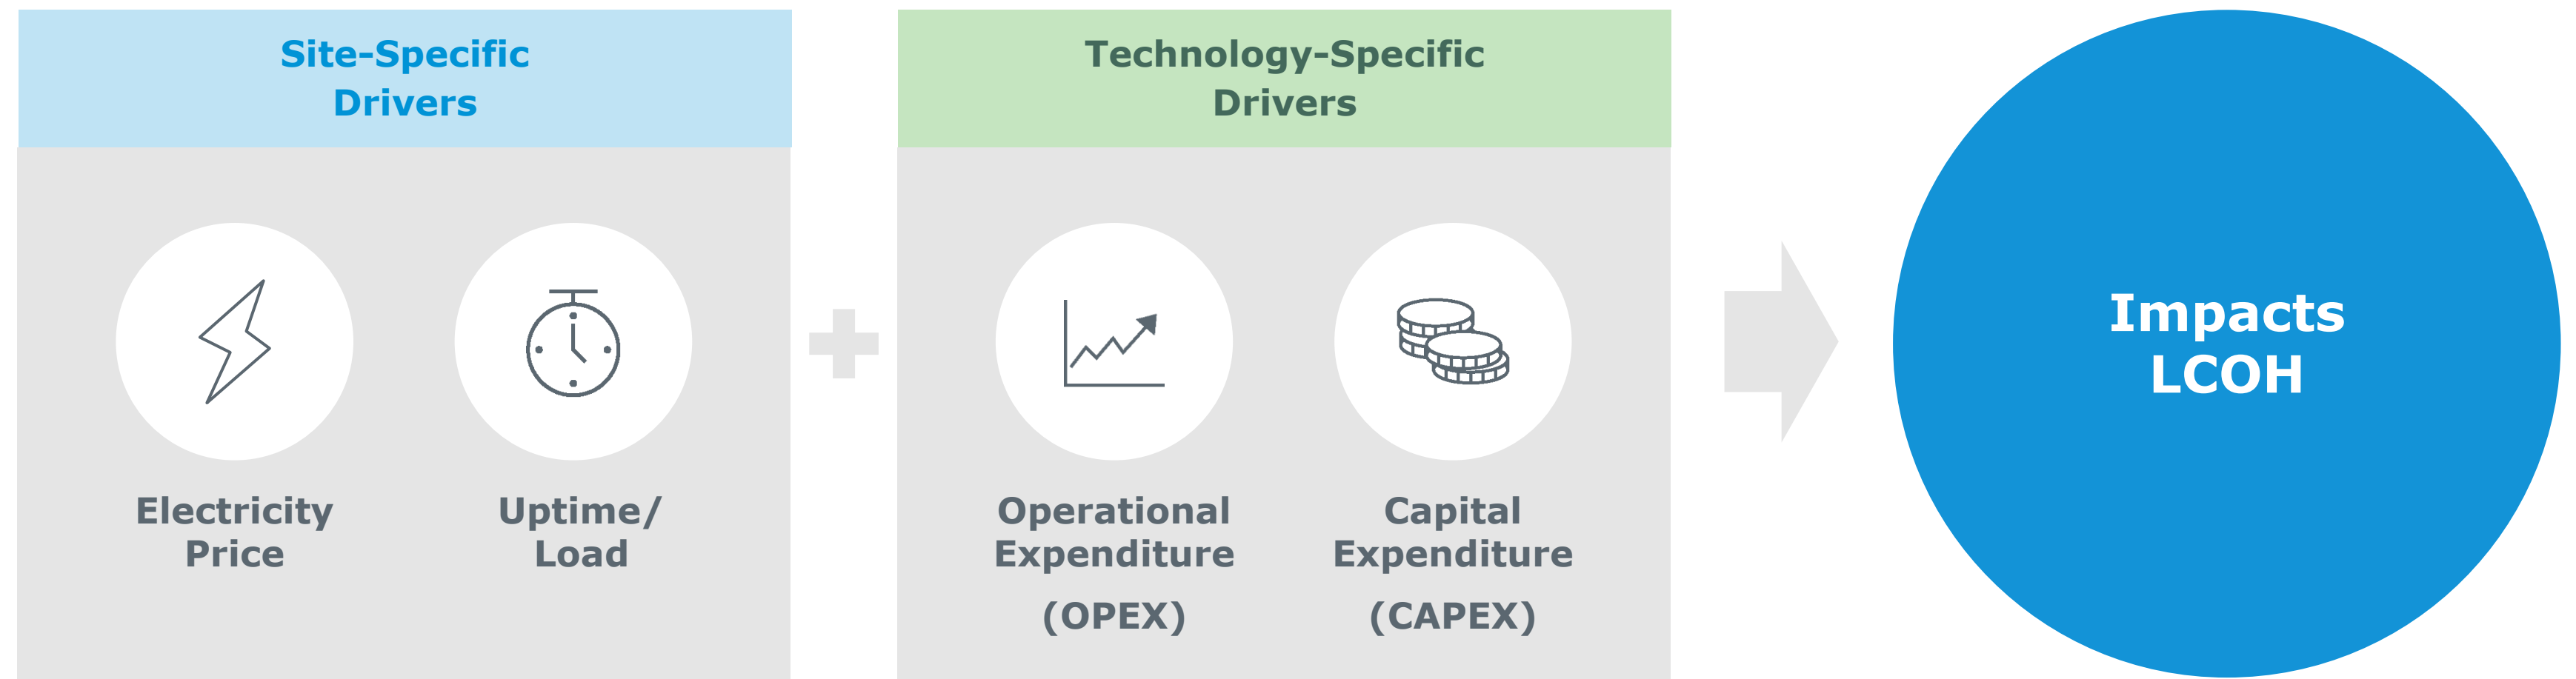 Site-Specific
Drivers
Electricity
Price
Uptime/
Load
Technology-Specific
Drivers
Operational
Expenditure
(OPEX)
Capital
Expenditure
(CAPEX)
Impacts
LCOH